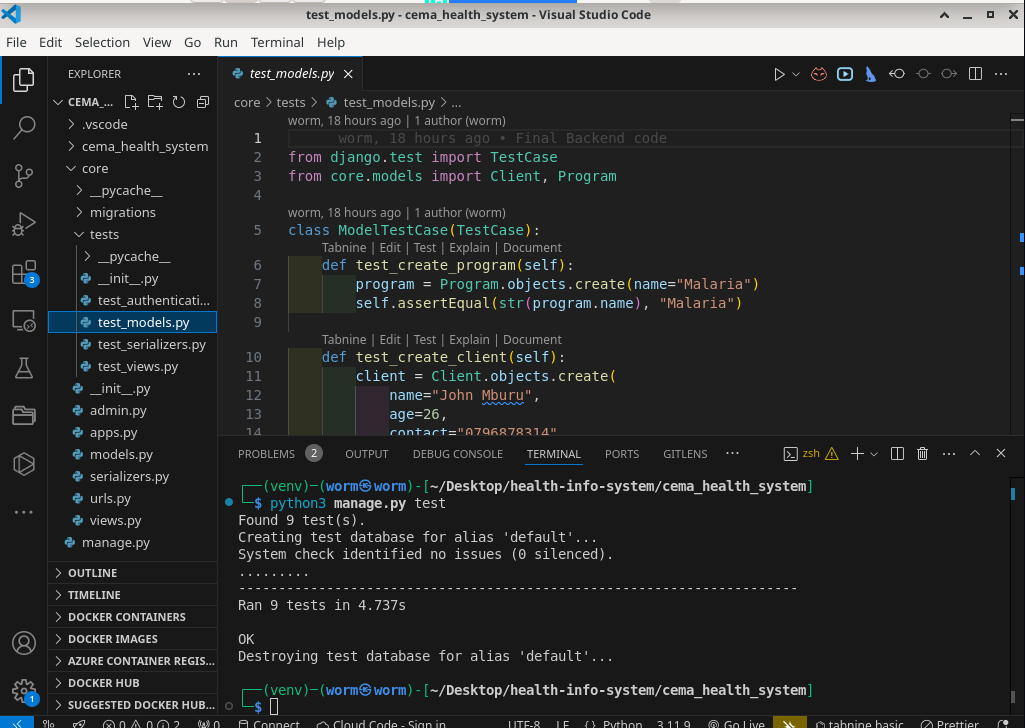 test_models.py - cema_health_system - Visual Studio Code
File Edit Selection View Go Run Terminal Help
EXPLORER
CEMA_...
.vscode
cema_health_system
core
__pycache__
migrations
tests
__pycache__
__init__.py
test_authenticati...
test_models.py
test_serializers.py
test_views.py
__init__.py
admin.py
apps.py
models.py
serializers.py
urls.py
views.py
manage.py
OUTLINE
TIMELINE
DOCKER CONTAINERS
DOCKER IMAGES
AZURE CONTAINER REGIS...
DOCKER HUB
SUGGESTED DOCKER HUB...
3
1
test_models.py
core > tests > test_models.py > ...
worm, 18 hours ago | 1 author (worm)
1 worm, 18 hours ago • Final Backend code
2 from django.test import TestCase
3 from core.models import Client, Program
4
worm, 18 hours ago | 1 author (worm)
5 class ModelTestCase(TestCase):
Tabnine | Edit | Test | Explain | Document
6 def test_create_program(self):
7 program = Program.objects.create(name="Malaria")
8 self.assertEqual(str(program.name), "Malaria")
9
Tabnine | Edit | Test | Explain | Document
10 def test_create_client(self):
11 client = Client.objects.create(
12 name="John Mburu",
13 age=26,
14 contact="0796878314"
PROBLEMS 2 OUTPUT DEBUG CONSOLE TERMINAL PORTS GITLENS ... zsh
┌──(venv)─(worm㉿worm)-[~/Desktop/health-info-system/cema_health_system]
└─$ python3 manage.py test
Found 9 test(s).
Creating test database for alias 'default'...
System check identified no issues (0 silenced).
.........
----------------------------------------------------------------------
Ran 9 tests in 4.737s
OK
Destroying test database for alias 'default'...
┌──(venv)─(worm㉿worm)-[~/Desktop/health-info-system/cema_health_system]
└─$
0 0 2 0 Connect Cloud Code - Sign in UTF-8 LF {} Python 3.11.9 Go Live tabnine basic Prettier